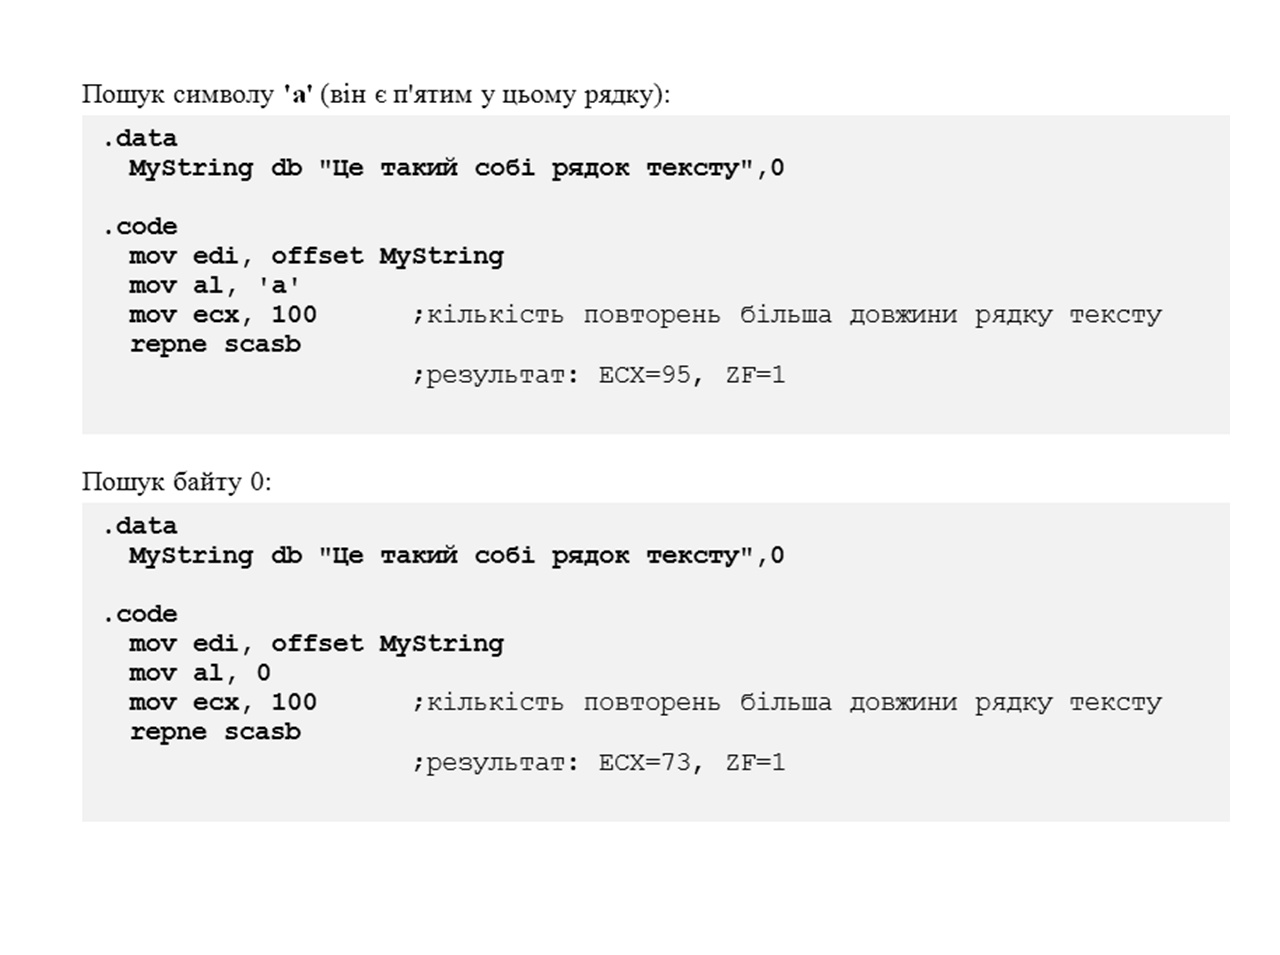 Пошук символу 'а' (він є п'ятим у цьому рядку):
.data
MyString db "Це такий собі рядок тексту",0
.code
mov edi, offset MyString
mov al, 'а'
mov ecx, 100 ;кількість повторень більша довжини рядку тексту
repne scasb
;результат: ECX=95, ZF=1
Пошук байту 0:
.data
MyString db "Це такий собі рядок тексту",0
.code
mov edi, offset MyString
mov al, 0
mov ecx, 100 ;кількість повторень більша довжини рядку тексту
repne scasb
;результат: ECX=73, ZF=1